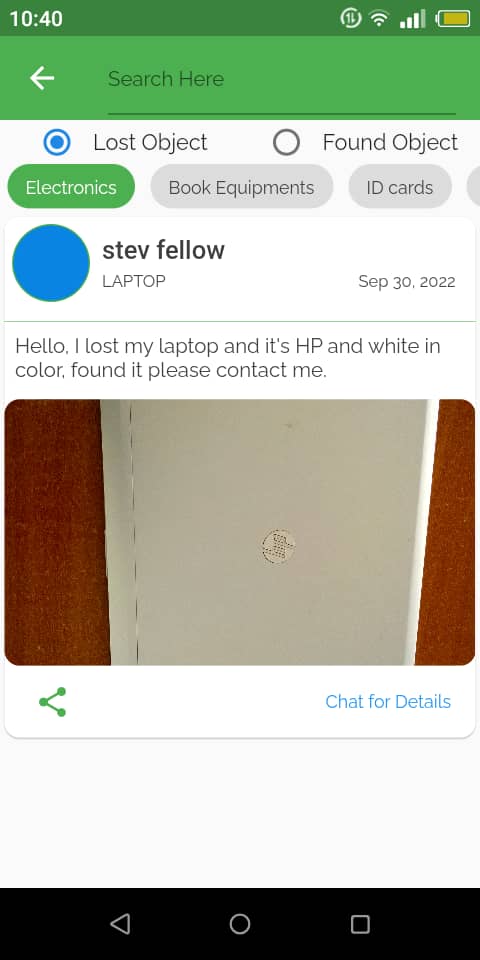 10:40
Search Here
Lost Object
Found Object
Electronics
Book Equipments
ID cards
stev fellow
LAPTOP
Sep 30, 2022
Hello, I lost my laptop and it's HP and white in
color, found it please contact me.
hp
Chat for Details